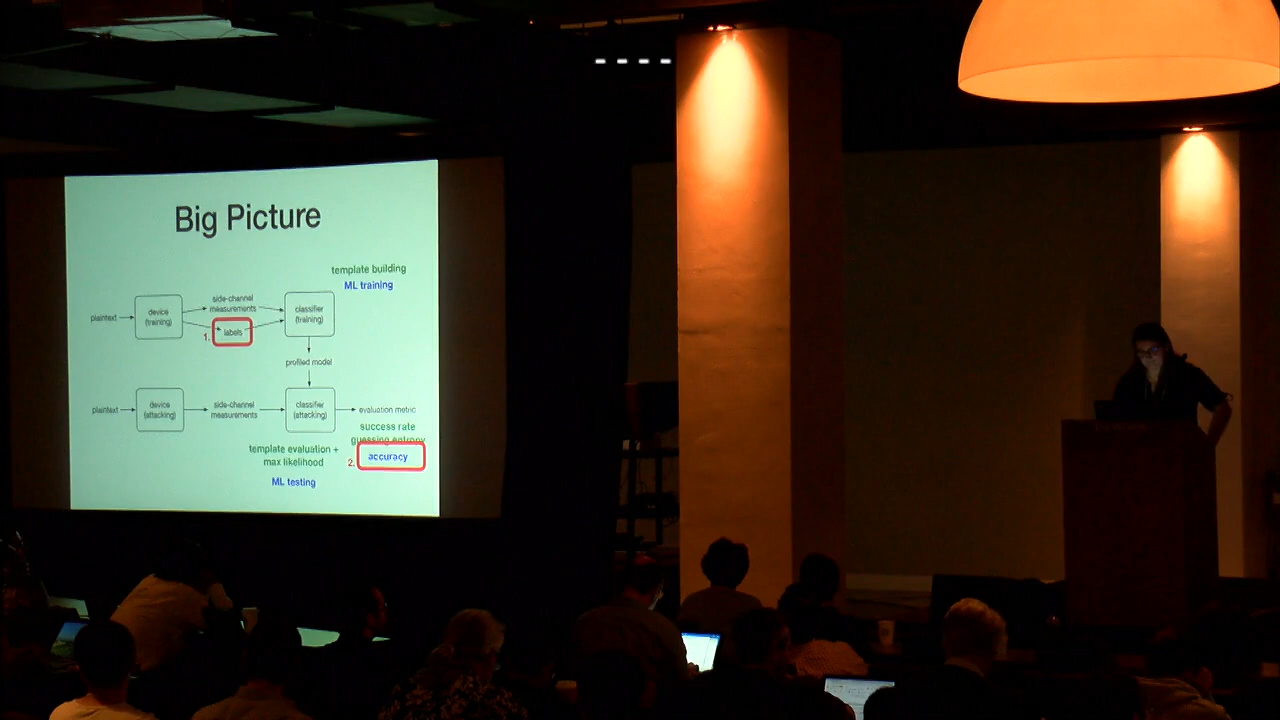 Big Picture
template building
ML training
side-channel
measurements
device
(training)
classifier
(training)
plaintext
labels
1.
profiled model
plaintext
device
(attacking)
side-channel
measurements
classifier
(attacking)
evaluation metric
success rate
guessing entropy
template evaluation +
max likelihood
2.
accuracy
ML testing